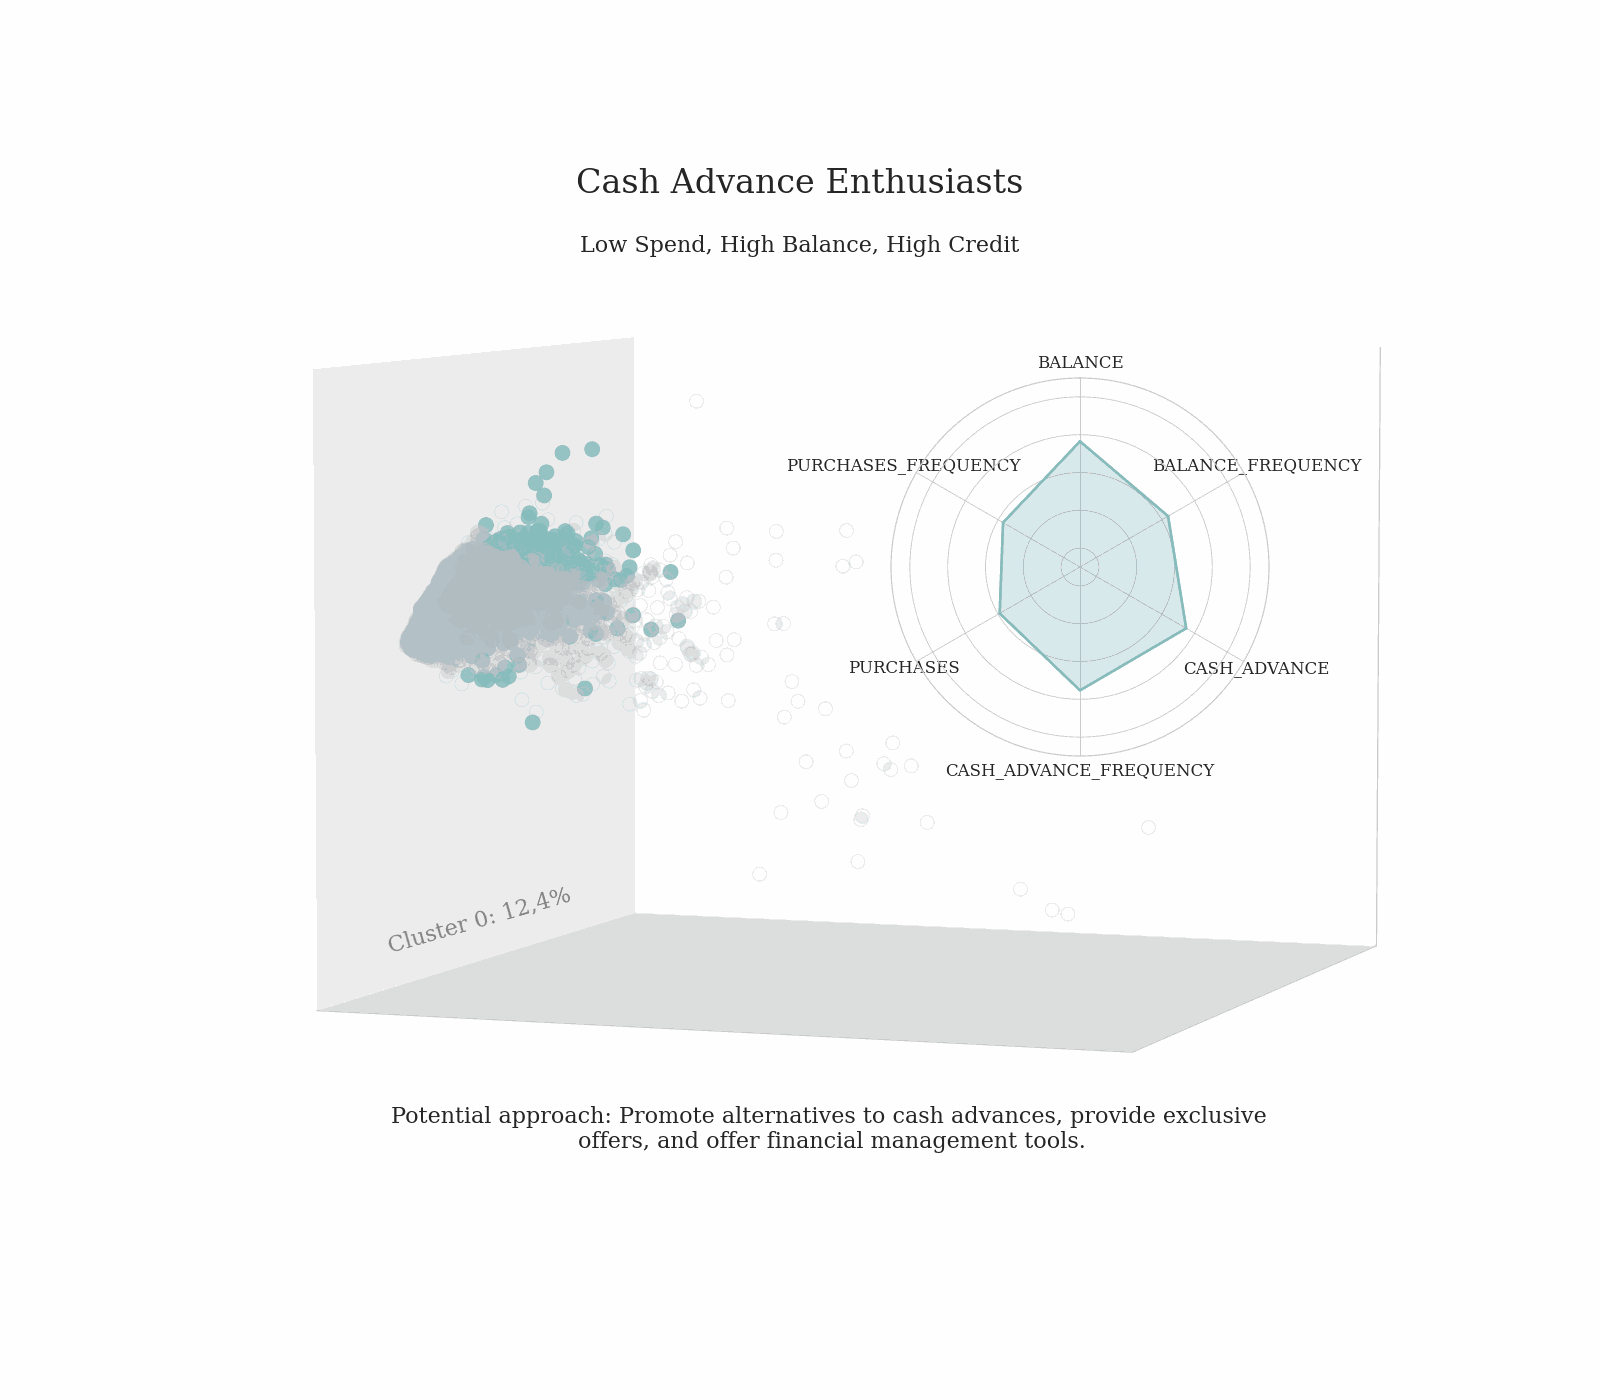 Cash Advance Enthusiasts
Low Spend, High Balance, High Credit
BALANCE
PURCHASES_FREQUENCY
BALANCE_FREQUENCY
PURCHASES
CASH_ADVANCE
CASH_ADVANCE_FREQUENCY
Cluster 0: 12,4%
Potential approach: Promote alternatives to cash advances, provide exclusive
offers, and offer financial management tools.